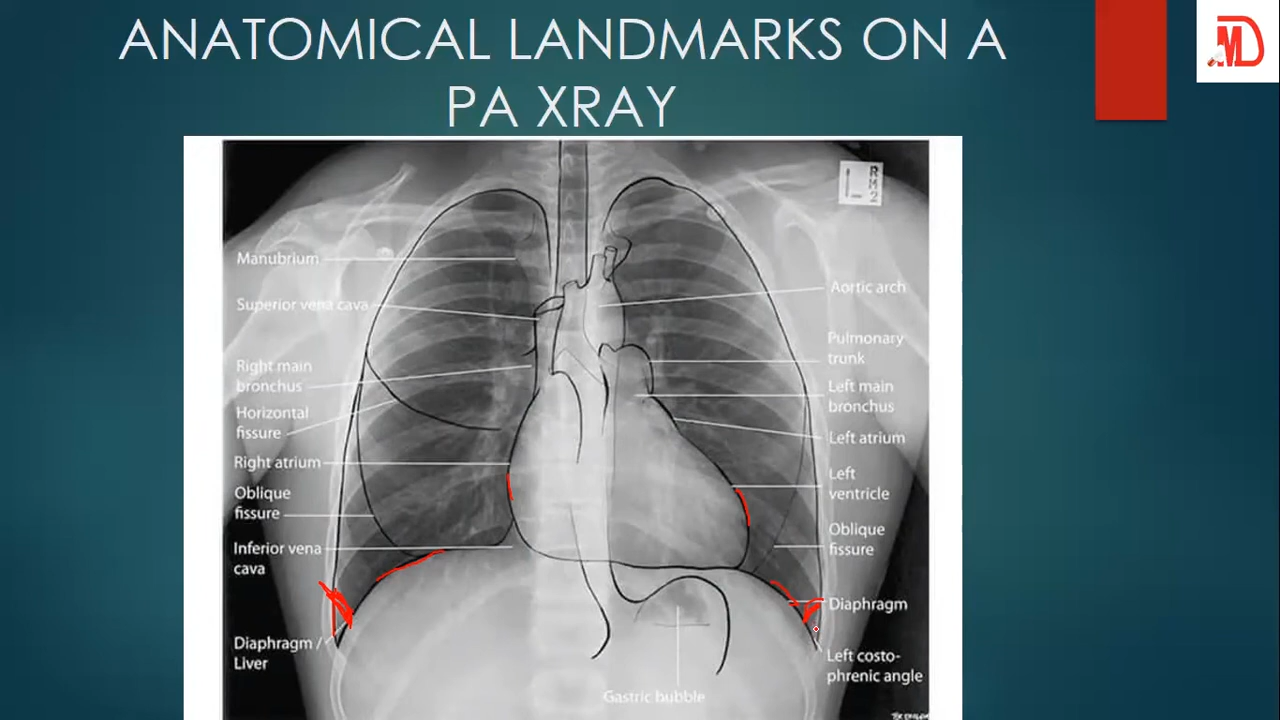 ANATOMICAL LANDMARKS ON A
PA XRAY
MD
L
Manubrium
Superior vena cava
Right main
bronchus
Horizontal
fissure
Right atrium
Oblique
fissure
Inferior vena
cava
Diaphragm /
Liver
Aortic arch
Pulmonary
trunk
Left main
bronchus
Left atrium
Left
ventricle
Oblique
fissure
Diaphragm
Left costo-
phrenic angle
Gastric bubble